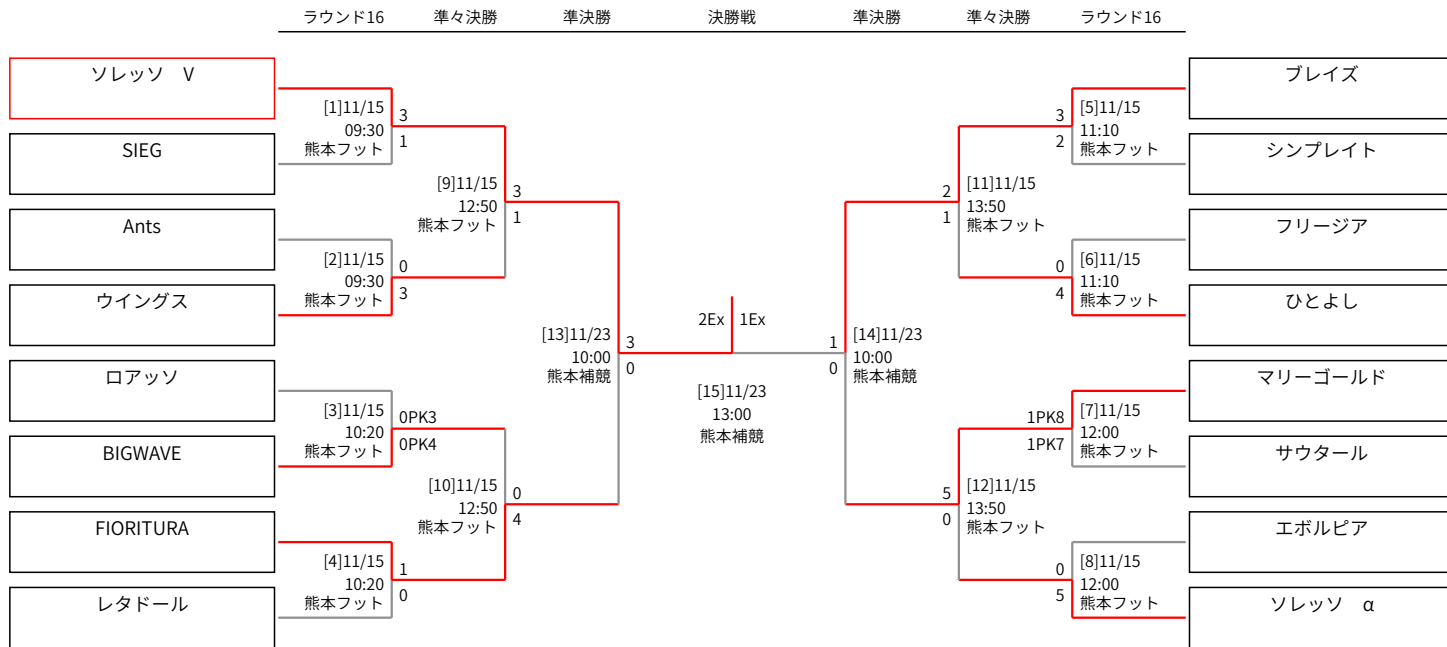 ラウンド16 準々決勝 準決勝 決勝戦 準決勝 準々決勝 ラウンド16
ソレッソ　V
SIEG
Ants
ウイングス
ロアッソ
BIGWAVE
FIORITURA
レタドール
[1]11/15
09:30
熊本フット
3
1
[2]11/15
09:30
熊本フット
0
3
[3]11/15
10:20
熊本フット
0PK3
0PK4
[4]11/15
10:20
熊本フット
1
0
[9]11/15
12:50
熊本フット
3
1
[10]11/15
12:50
熊本フット
0
4
[13]11/23
10:00
熊本補競
3
0
2Ex 1Ex
[15]11/23
13:00
熊本補競
1
0
[14]11/23
10:00
熊本補競
2
1
[11]11/15
13:50
熊本フット
5
0
[12]11/15
13:50
熊本フット
3
2
[5]11/15
11:10
熊本フット
0
4
[6]11/15
11:10
熊本フット
1PK8
1PK7
[7]11/15
12:00
熊本フット
0
5
[8]11/15
12:00
熊本フット
ブレイズ
シンプレイト
フリージア
ひとよし
マリーゴールド
サウタール
エボルピア
ソレッソ　α